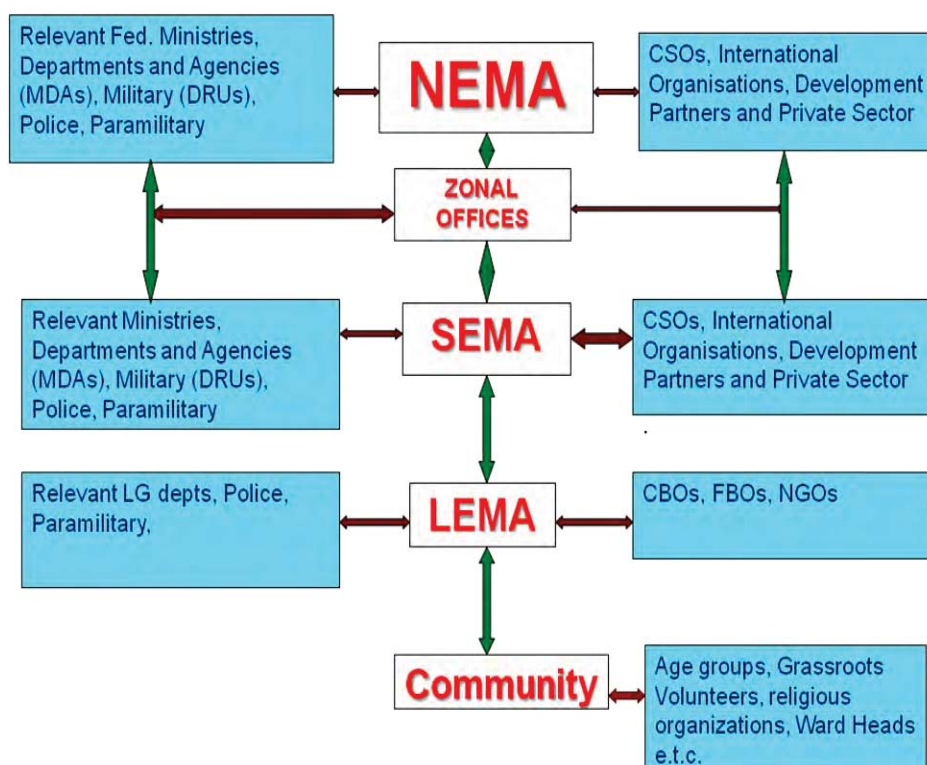 Relevant Fed. Ministries,
Departments and Agencies
(MDAs), Military (DRUs),
Police, Paramilitary
NEMA
CSOs, International
Organisations, Development
Partners and Private Sector
ZONAL
OFFICES
Relevant Ministries,
Departments and Agencies
(MDAs), Military (DRUs),
Police, Paramilitary
SEMA
CSOs, International
Organisations, Development
Partners and Private Sector
.
Relevant LG depts, Police,
Paramilitary,
LEMA
CBOs, FBOs, NGOs
Community
Age groups, Grassroots
Volunteers, religious
organizations, Ward Heads
e.t.c.